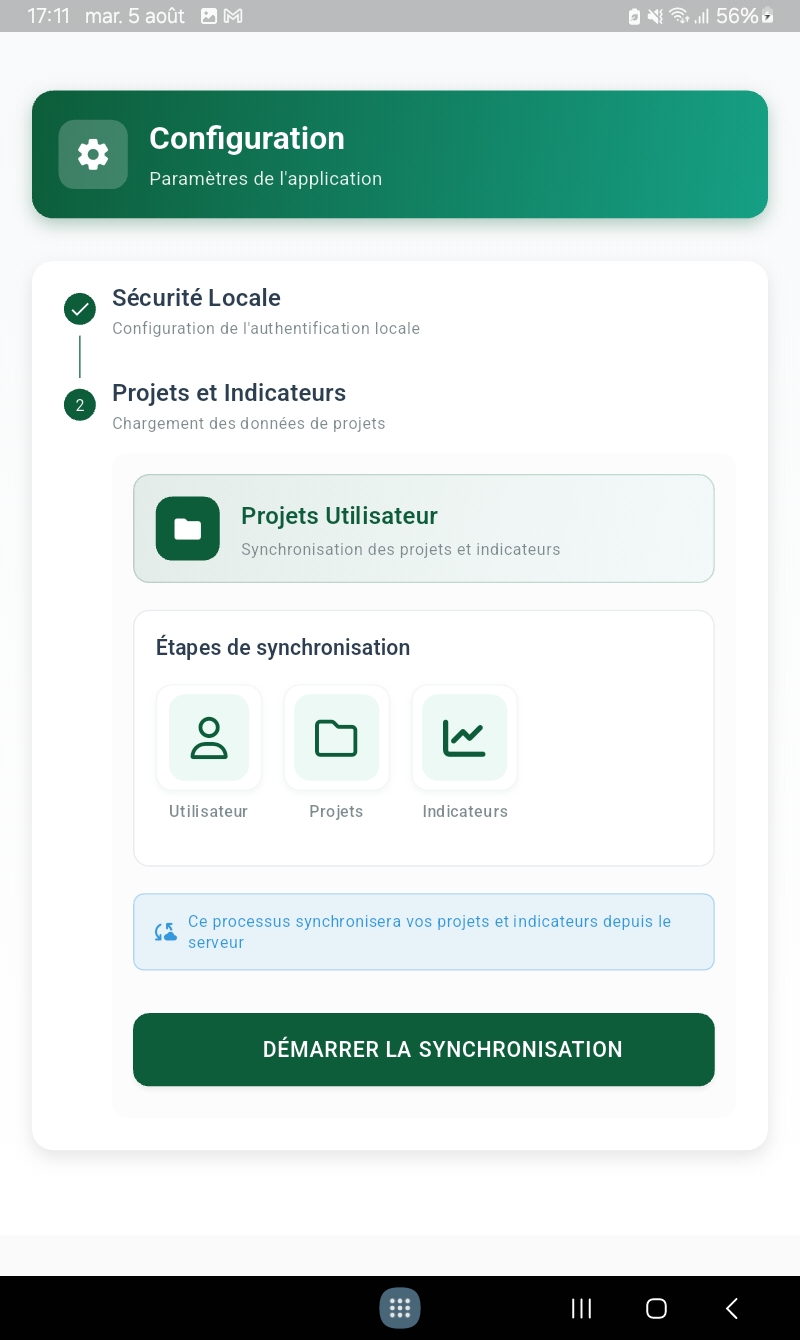 17:11 mar. 5 août 56%
Configuration
Paramètres de l'application
Sécurité Locale
Configuration de l'authentification locale
2
Projets et Indicateurs
Chargement des données de projets
Projets Utilisateur
Synchronisation des projets et indicateurs
Étapes de synchronisation
Utilisateur Projets Indicateurs
Ce processus synchronisera vos projets et indicateurs depuis le
serveur
DÉMARRER LA SYNCHRONISATION